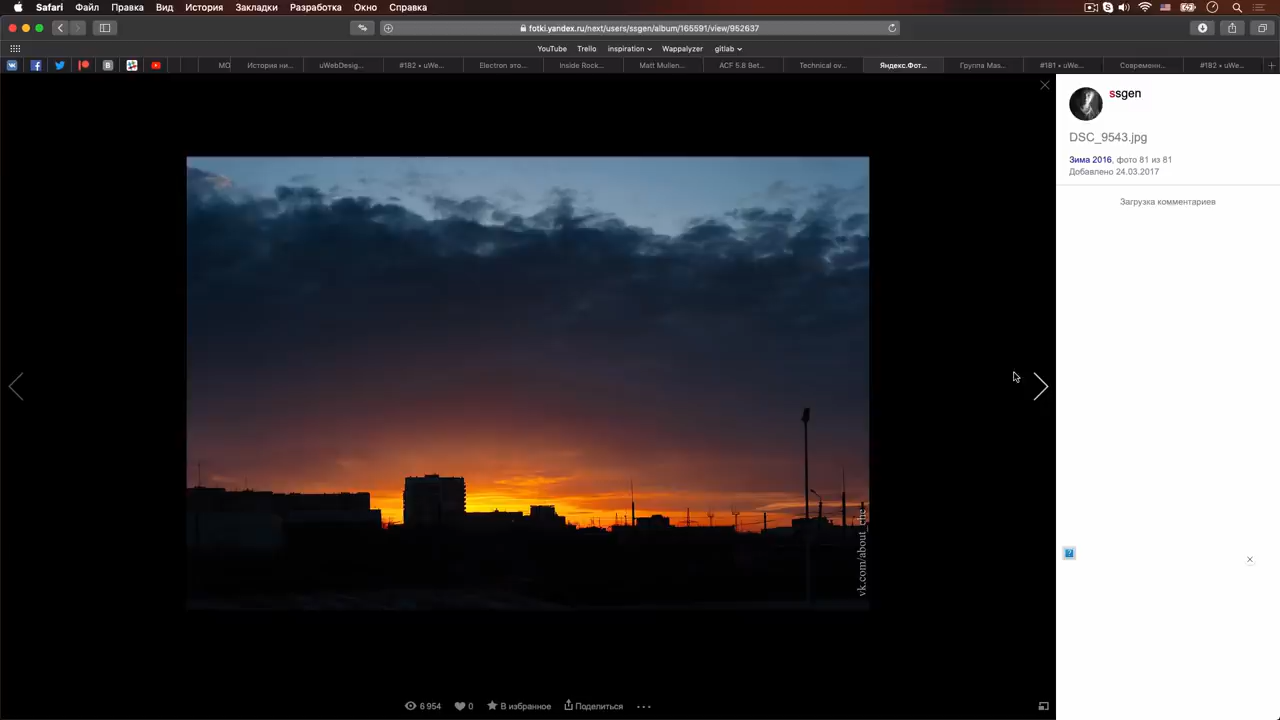 Safari Файл Правка Вид История Закладки Разработка Окно Справка
fotki.yandex.ru/next/users/ssgen/album/165591/view/952637
YouTube Trello inspiration Wappalyzer gitlab
МО История ни... uWebDesig... #182 • uWe... Electron это... Inside Rock... Matt Mullen... ACF 5.8 Bet... Technical ov... Яндекс.Фот... Группа Mas... #181 • uWe... Современн... #182 • uWe...
ssgen
DSC_9543.jpg
Зима 2016, фото 81 из 81
Добавлено 24.03.2017
Загрузка комментариев
vk.com/about_che
6 954 0 В избранное Поделиться